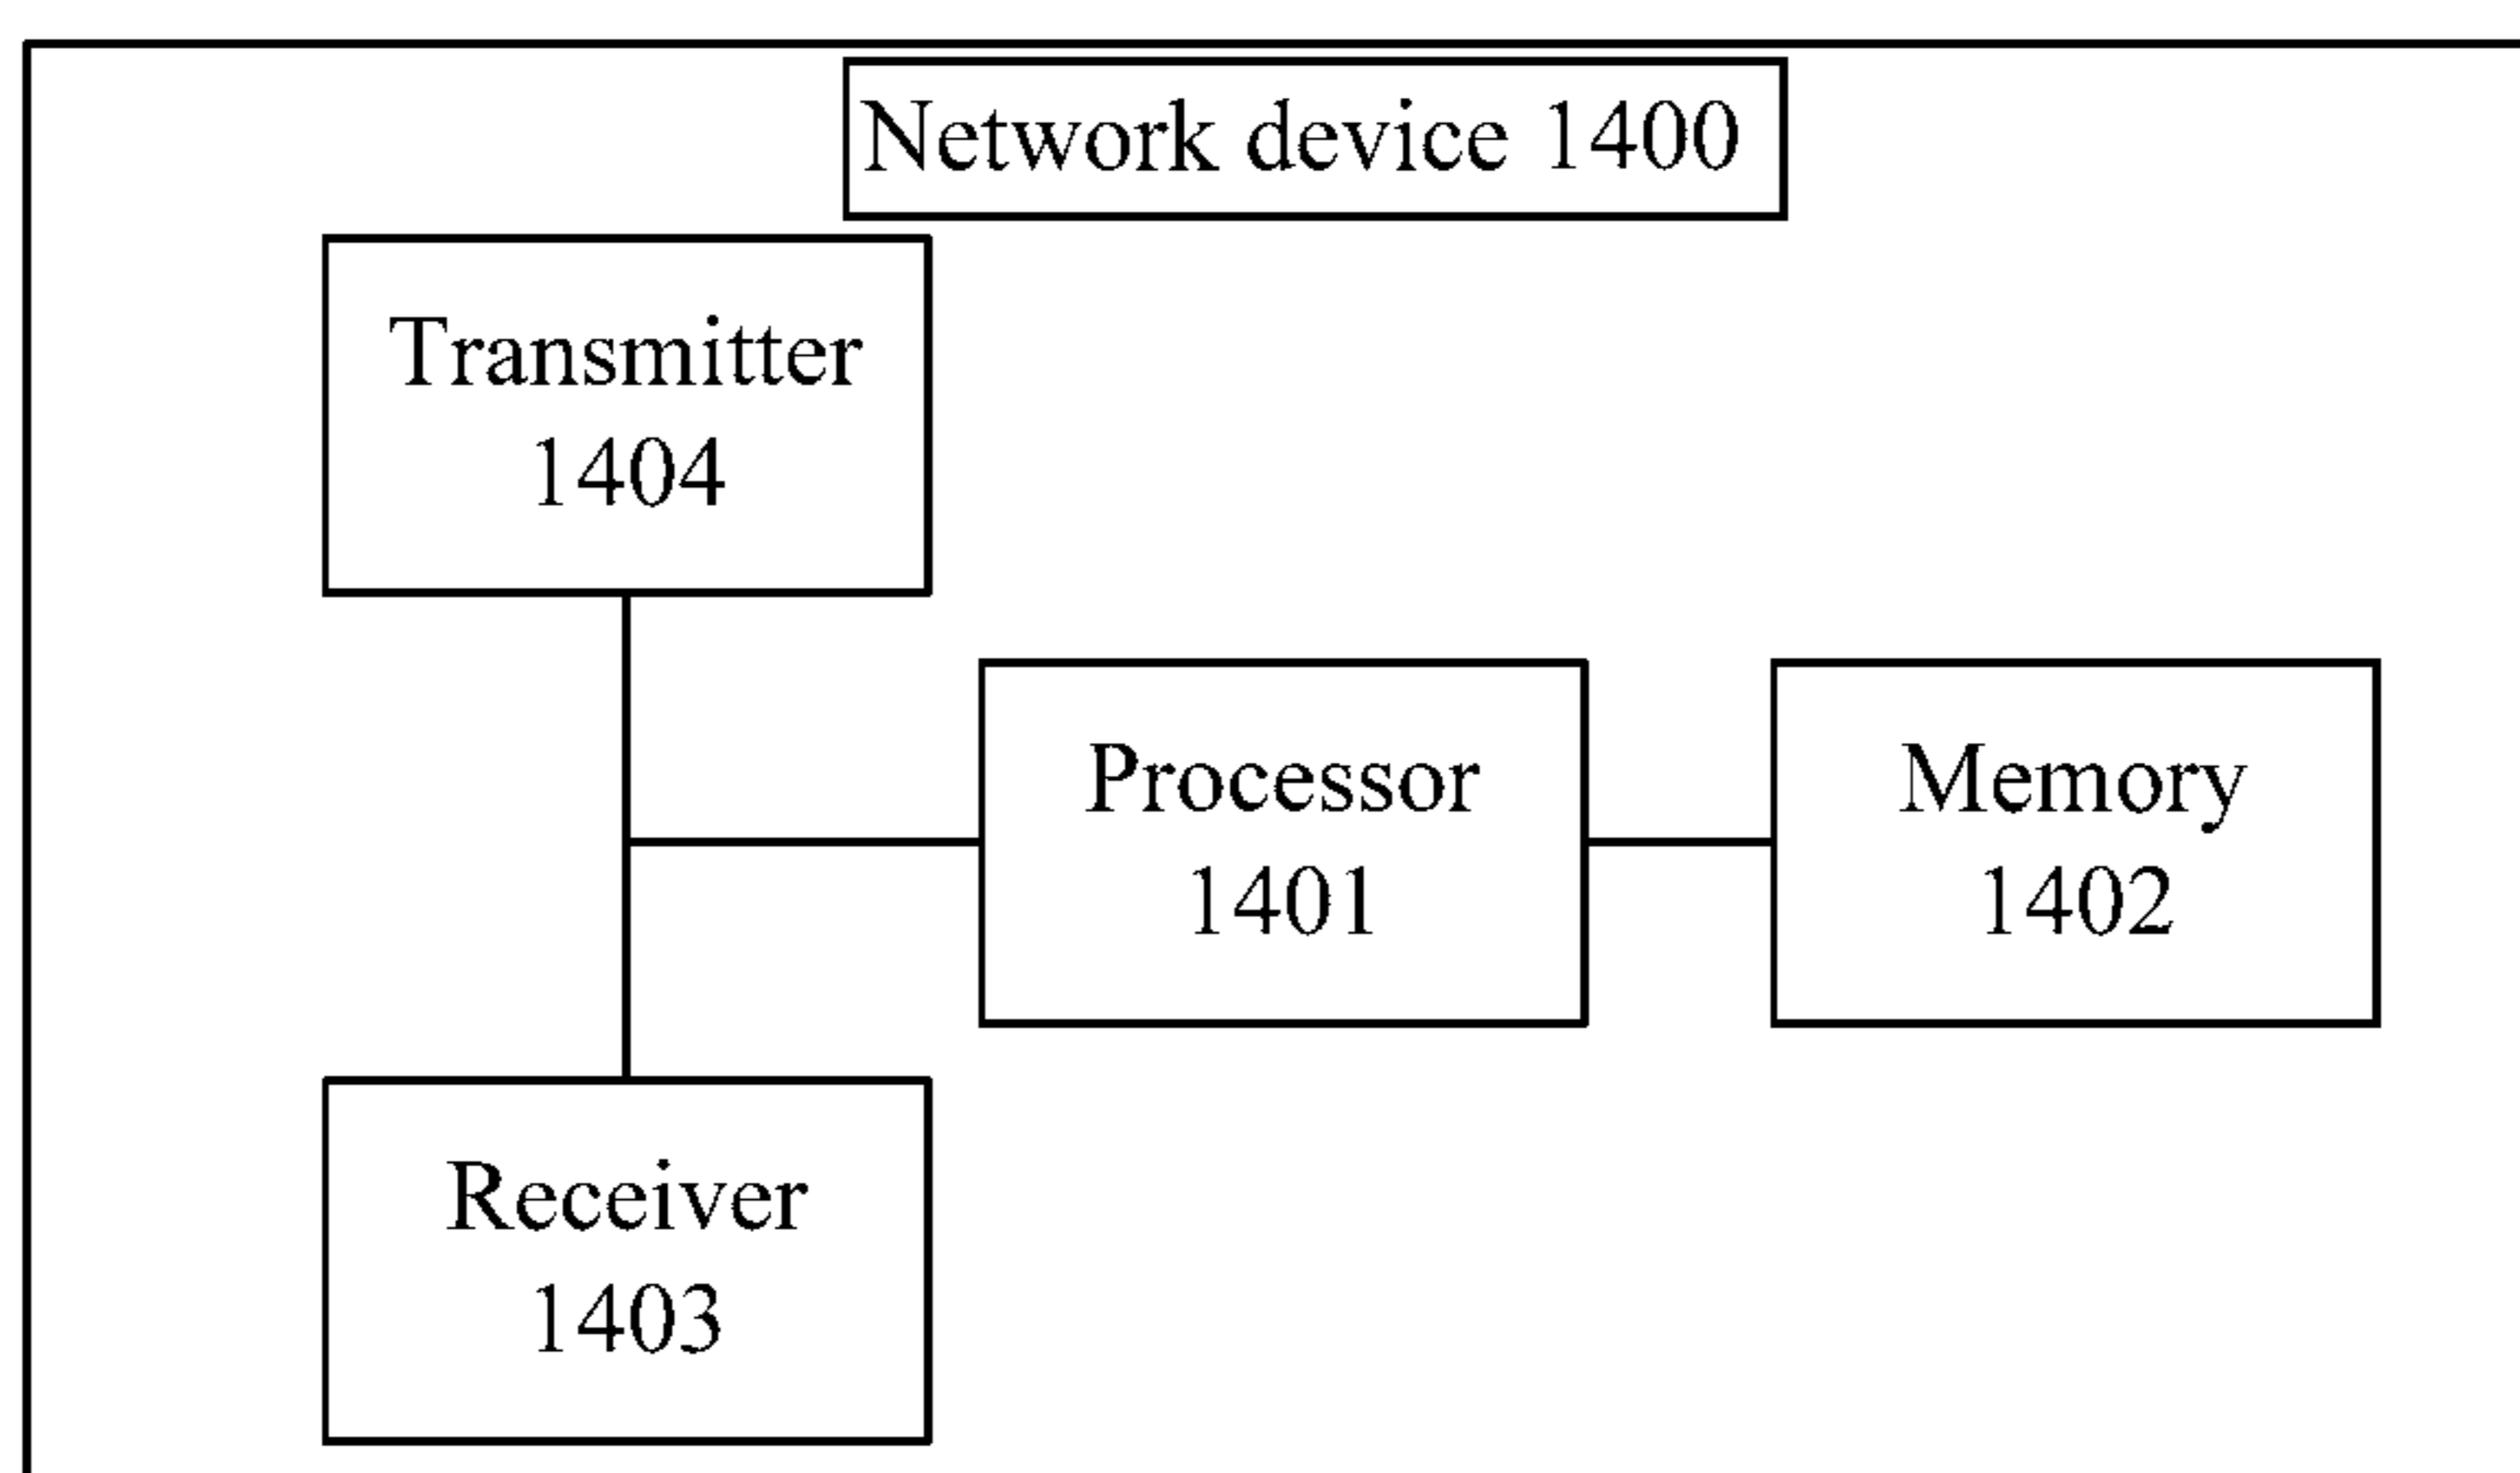 Network device 1400
Transmitter
1404
Processor
1401
Memory
1402
Receiver
1403